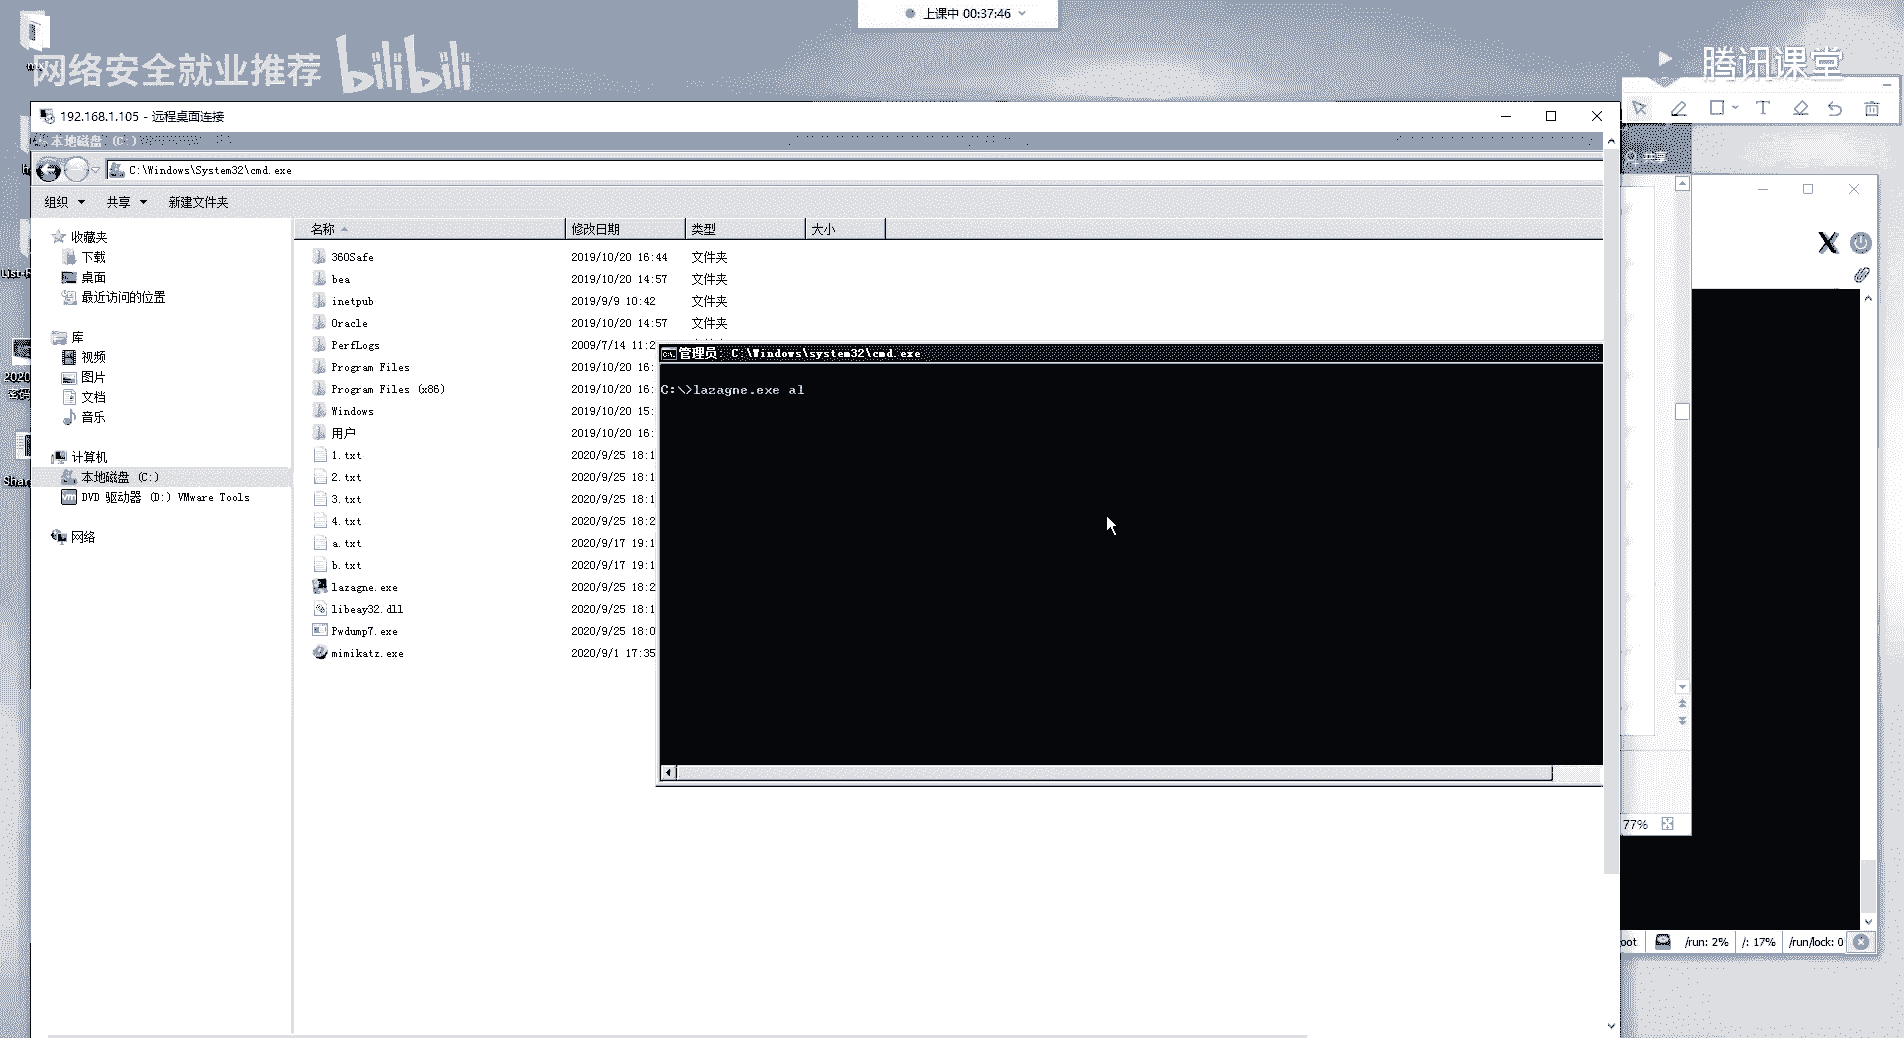 上课中 00:37:46
网络安全就业推荐 bilibili
腾讯课堂
192.168.1.105 - 远程桌面连接
本地磁盘 (C:)
共享
C:\Windows\System32\cmd.exe
组织 共享 新建文件夹
名称 修改日期 类型 大小
收藏夹
下载
桌面
最近访问的位置
库
视频
图片
文档
音乐
计算机
本地磁盘 (C:)
DVD 驱动器 (D:) VMware Tools
网络
360Safe 2019/10/20 16:44 文件夹
bea 2019/10/20 14:57 文件夹
inetpub 2019/9/9 10:42 文件夹
Oracle 2019/10/20 14:57 文件夹
PerfLogs 2009/7/14 11:2
Program Files 2019/10/20 16:
Program Files (x86) 2019/10/20 16:
Windows 2019/10/20 15:
用户 2019/10/20 16:
1.txt 2020/9/25 18:1
2.txt 2020/9/25 18:1
3.txt 2020/9/25 18:1
4.txt 2020/9/25 18:2
a.txt 2020/9/17 19:1
b.txt 2020/9/17 19:1
lazagne.exe 2020/9/25 18:2
libeay32.dll 2020/9/25 18:1
Pwdump7.exe 2020/9/25 18:0
mimikatz.exe 2020/9/1 17:35
管理员: C:\Windows\system32\cmd.exe
C:\>lazagne.exe al
77%
oot /run: 2% /: 17% /run/lock: 0
2020